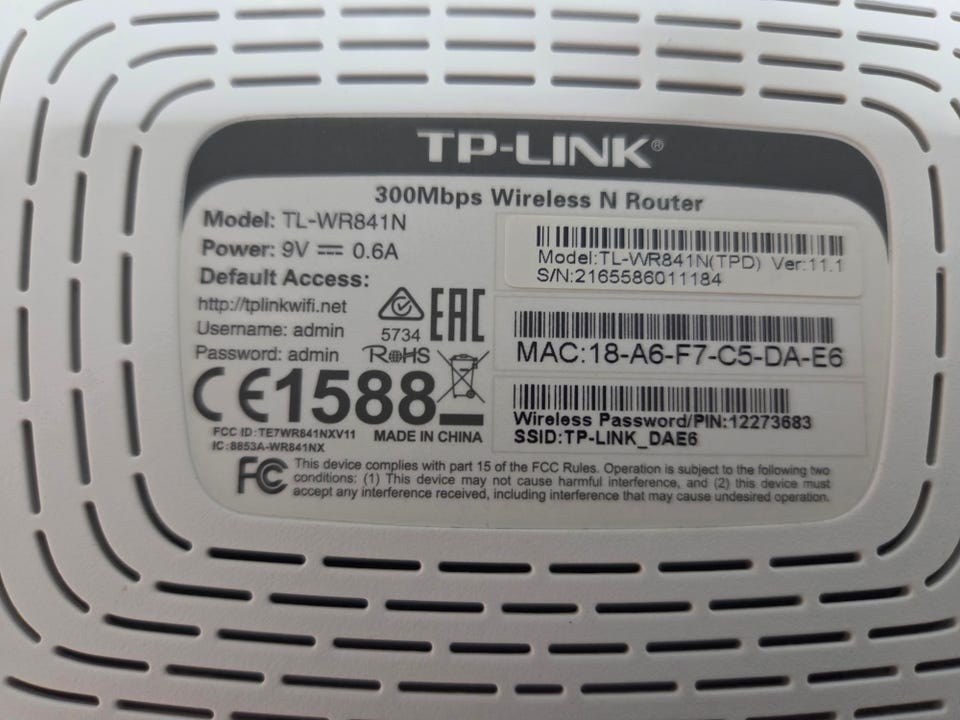 TP-LINK®
300Mbps Wireless N Router
Model: TL-WR841N
Power: 9V ⎓ 0.6A
Default Access:
http://tplinkwifi.net
Username: admin
Password: admin
5734
EAC
RoHS
CE1588
FCC ID: TE7WR841NXV11
IC: 8853A-WR841NX
MADE IN CHINA
Model:TL-WR841N(TPD) Ver:11.1
S/N:2165586011184
MAC:18-A6-F7-C5-DA-E6
Wireless Password/PIN:12273683
SSID:TP-LINK_DAE6
FC
This device complies with part 15 of the FCC Rules. Operation is subject to the following two
conditions: (1) This device may not cause harmful interference, and (2) this device must
accept any interference received, including interference that may cause undesired operation.